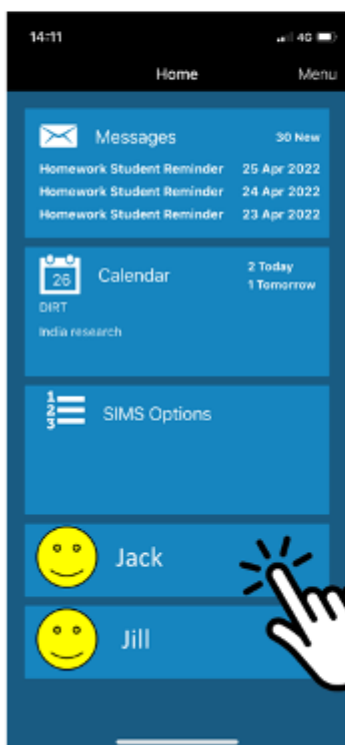 14:11
4G
Home Menu
Messages 30 New
Homework Student Reminder 25 Apr 2022
Homework Student Reminder 24 Apr 2022
Homework Student Reminder 23 Apr 2022
26 Calendar 2 Today
1 Tomorrow
DIRT
India research
1
2
3
SIMS Options
Jack
Jill